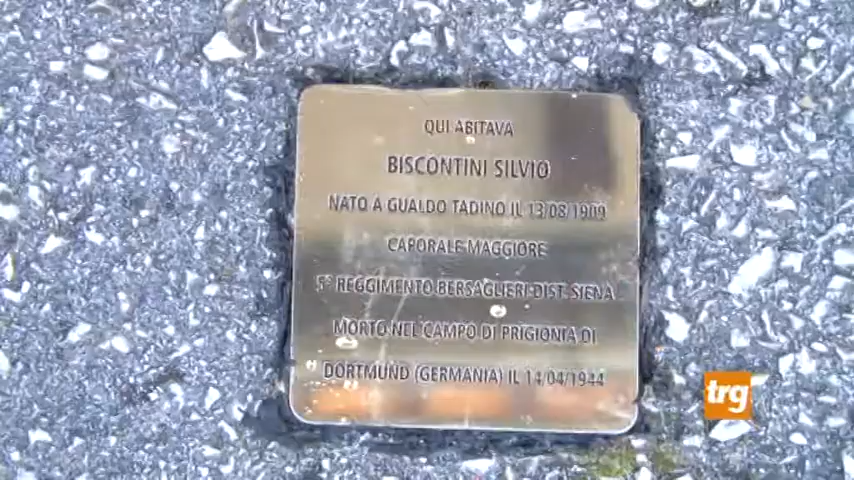 QUI ABITAVA
BISCONTINI SILVIO
NATO A GUALDO TADINO IL 13/08/1909
CAPORALE MAGGIORE
5° REGGIMENTO BERSAGLIERI DIST. SIENA
MORTO NEL CAMPO DI PRIGIONIA DI
DORTMUND (GERMANIA) IL 14/04/1944
trg